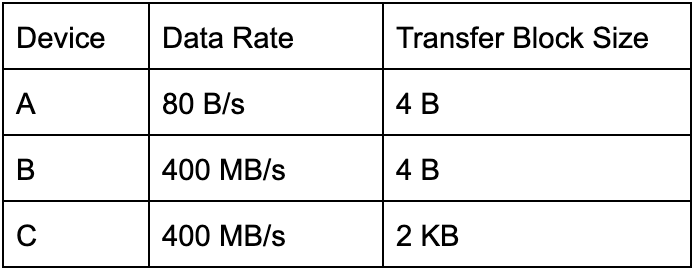 Device Data Rate Transfer Block Size
A 80 B/s 4 B
B 400 MB/s 4 B
C 400 MB/s 2 KB